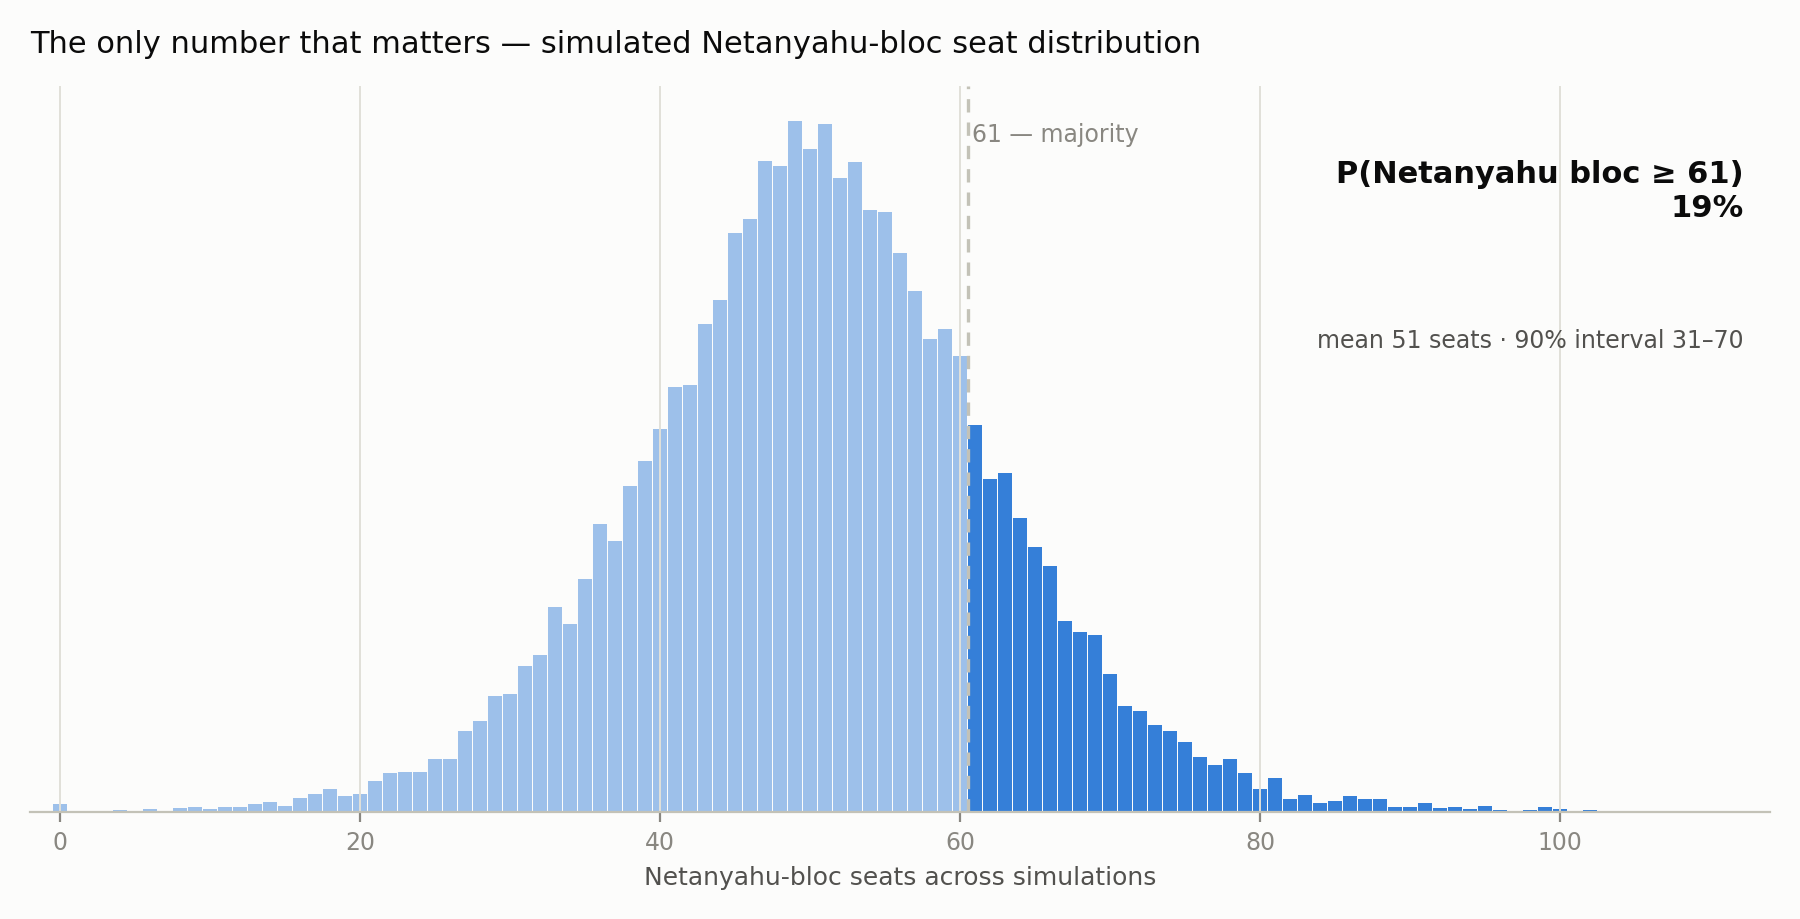 The only number that matters — simulated Netanyahu-bloc seat distribution
61 — majority
P(Netanyahu bloc ≥ 61)
19%
mean 51 seats · 90% interval 31–70
0 20 40 60 80 100
Netanyahu-bloc seats across simulations